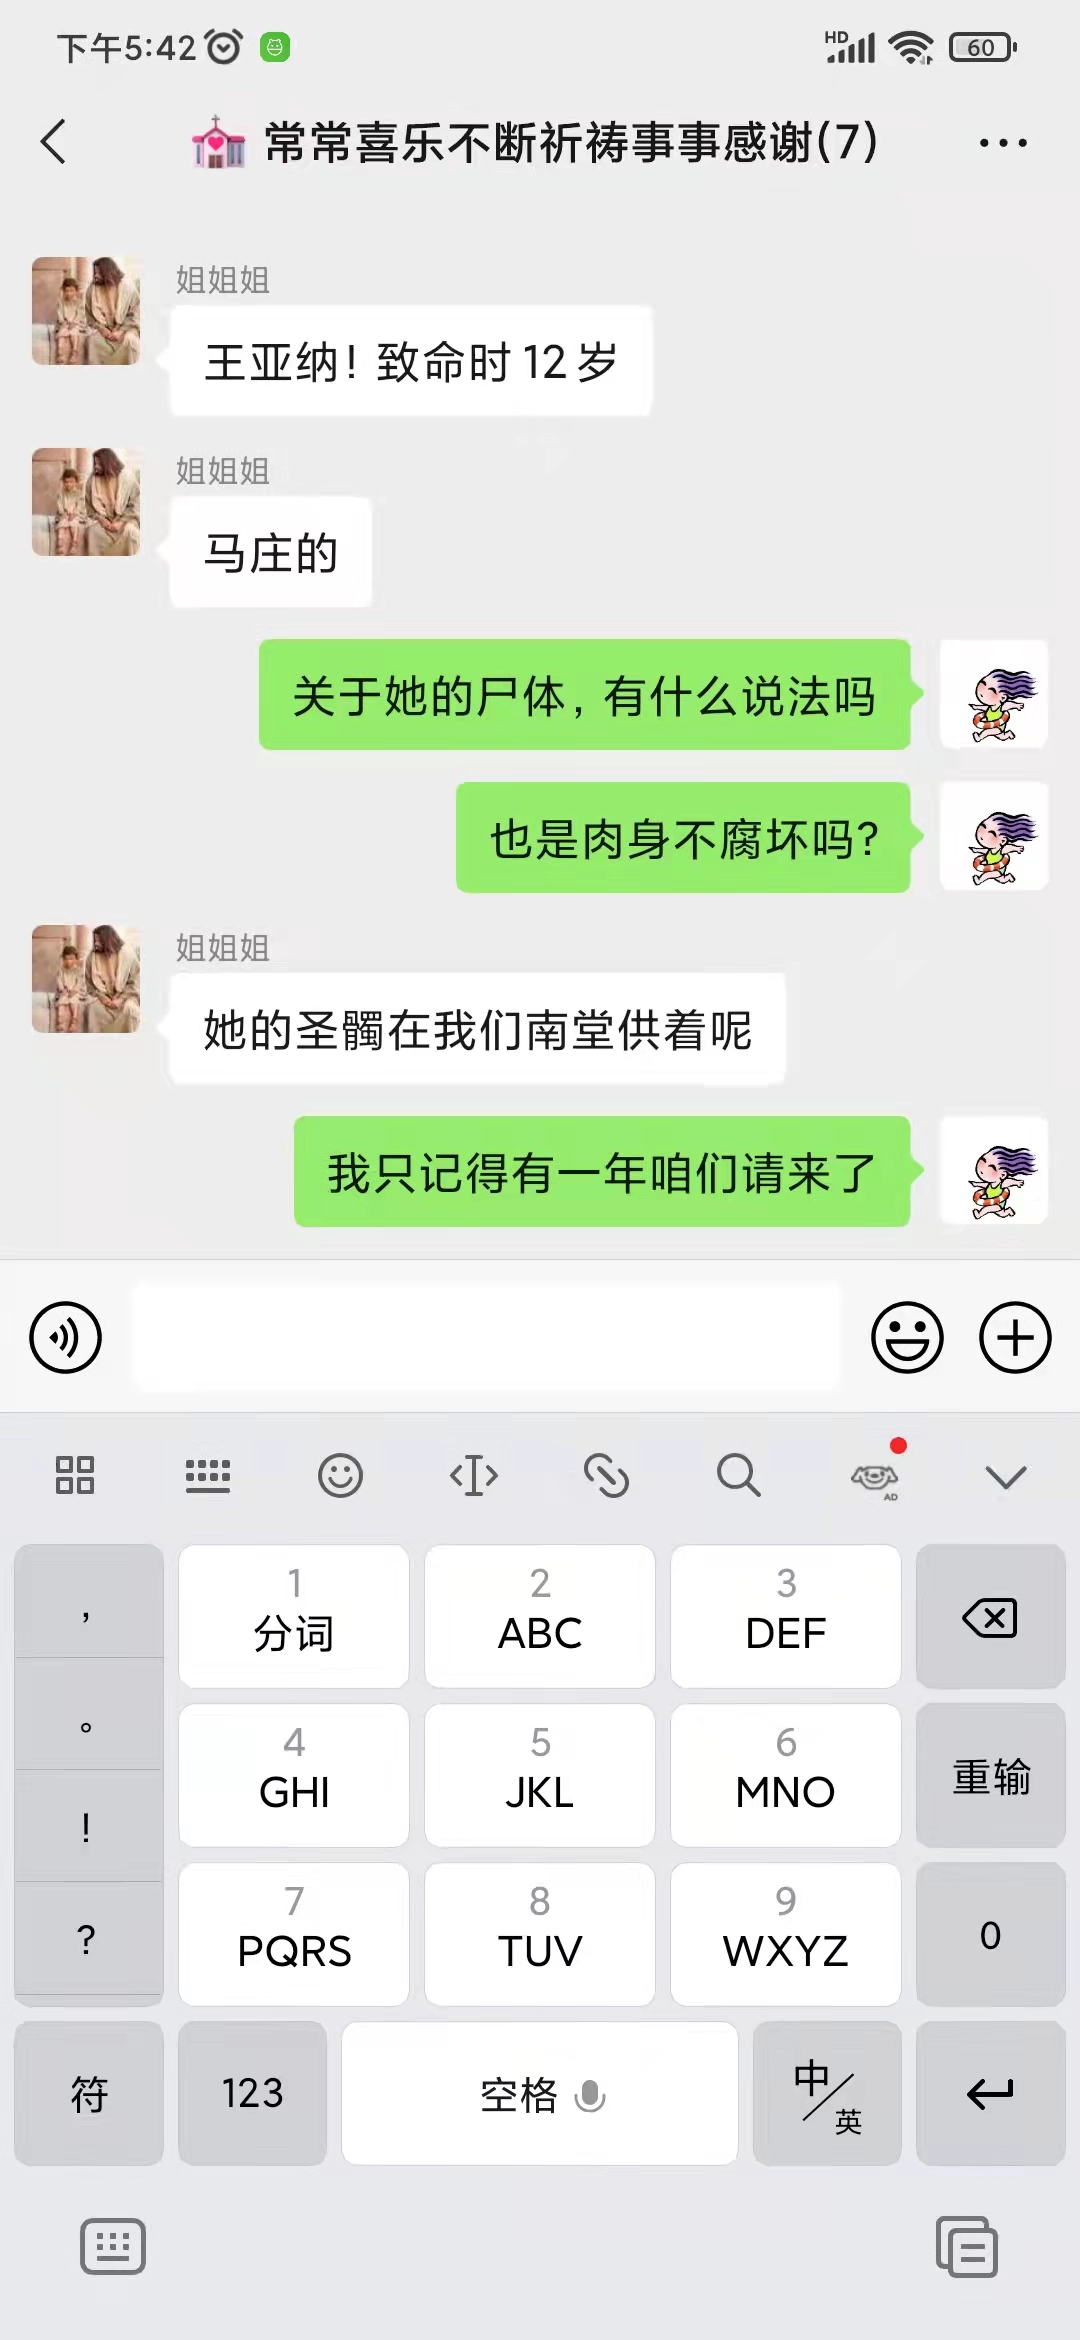 下午5:42
HD
60
常常喜乐不断祈祷事事感谢(7)
姐姐姐
王亚纳！致命时12岁
姐姐姐
马庄的
关于她的尸体，有什么说法吗
也是肉身不腐坏吗？
姐姐姐
她的圣髑在我们南堂供着呢
我只记得有一年咱们请来了
AD
，
1
分词
2
ABC
3
DEF
。
4
GHI
5
JKL
6
MNO
重输
！
？
7
PQRS
8
TUV
9
WXYZ
0
符
123
空格
中/英